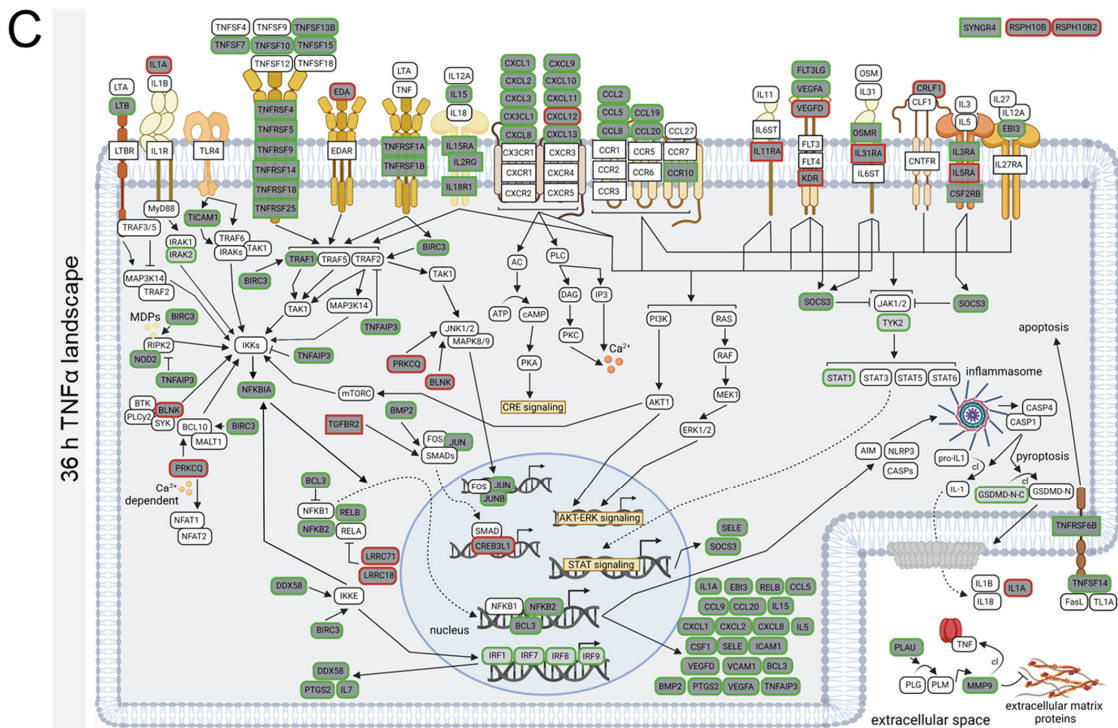 C
36 h TNFα landscape
TNFSF4 TNFSF9 TNFSF13B
TNFSF7 TNFSF10 TNFSF15
TNFSF12 TNFSF18
SYNGR4 RSPH10B RSPH10B2
LTA
LTB
LTBR
IL1A
IL1B
IL1R
TLR4
TNFRSF4
TNFRSF5
TNFRSF9
TNFRSF14
TNFRSF18
TNFRSF25
EDA
EDAR
LTA
TNF
TNFRSF1A
TNFRSF1B
IL12A
IL15
IL18
IL15RA
IL2RG
IL18R1
CXCL1 CXCL9
CXCL2 CXCL10
CXCL3 CXCL11
CXCL1 CXCL12
CXCL8 CXCL13
CX3CR1 CXCR3
CXCR1 CXCR4
CXCR2 CXCR5
CCL2
CCL5 CCL19
CCL8 CCL20 CCL27
CCR1 CCR5 CCR7
CCR2 CCR6 CCR10
CCR3
IL11
IL6ST
IL11RA
FLT3LG
VEGFA
VEGFD
FLT3
FLT4
KDR
OSM
IL31
OSMR
IL31RA
IL6ST
CRLF1
CLF1
CNTFR
IL3
IL5
IL3RA
IL5RA
CSF2RB
IL27
IL12A
EBI3
IL27RA
MyD88
TRAF3/5
IRAK1
IRAK2
TICAM1
TRAF6
IRAKs TAK1
MAP3K14
TRAF2
BIRC3
TRAF1 TRAF5 TRAF2
BIRC3
TAK1
MAP3K14
TNFAIP3
TAK1
JNK1/2
MAPK8/9
PRKCQ
BLNK
MDPs
BIRC3
RIPK2
NOD2
TNFAIP3
IKKs
TNFAIP3
NFKBIA
BTK
PLCy2
BLNK
SYK
BCL10
MALT1
BIRC3
PRKCQ
Ca²⁺
dependent
NFAT1
NFAT2
mTORC
BMP2
TGFBR2
FOS JUN
SMADs
AC
ATP cAMP
PKA
CRE signaling
PLC
DAG IP3
PKC
Ca²⁺
PI3K
AKT1
RAS
RAF
MEK1
ERK1/2
SOCS3 JAK1/2 SOCS3
TYK2
STAT1 STAT3 STAT5 STAT6
apoptosis
inflammasome
CASP4
CASP1
AIM NLRP3
CASPs
pro-IL1
cl
IL-1
pyroptosis
cl
GSDMD-N-C GSDMD-N
BCL3
NFKB1 RELB
NFKB2 RELA
LRRC71
LRRC18
DDX58
IKKE
BIRC3
DDX58
PTGS2 IL7
FOS JUN
JUNB
SMAD
CREB3L1
AKT-ERK signaling
STAT signaling
SELE
SOCS3
NFKB1 NFKB2
BCL3
nucleus
IRF1 IRF7 IRF8 IRF9
IL1A EBI3 RELB CCL5
CCL9 CCL20 IL15
CXCL1 CXCL2 CXCL8 IL5
CSF1 SELE ICAM1
VEGFD VCAM1 BCL3
BMP2 PTGS2 VEGFA TNFAIP3
TNFRSF6B
TNFSF14
FasL TL1A
IL1B
IL18
IL1A
PLAU
PLG PLM MMP9
TNF
cl
extracellular space
extracellular matrix
proteins